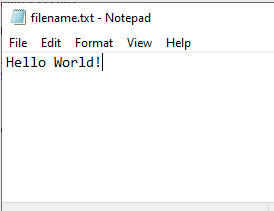 filename.txt - Notepad
File Edit Format View Help
Hello World!